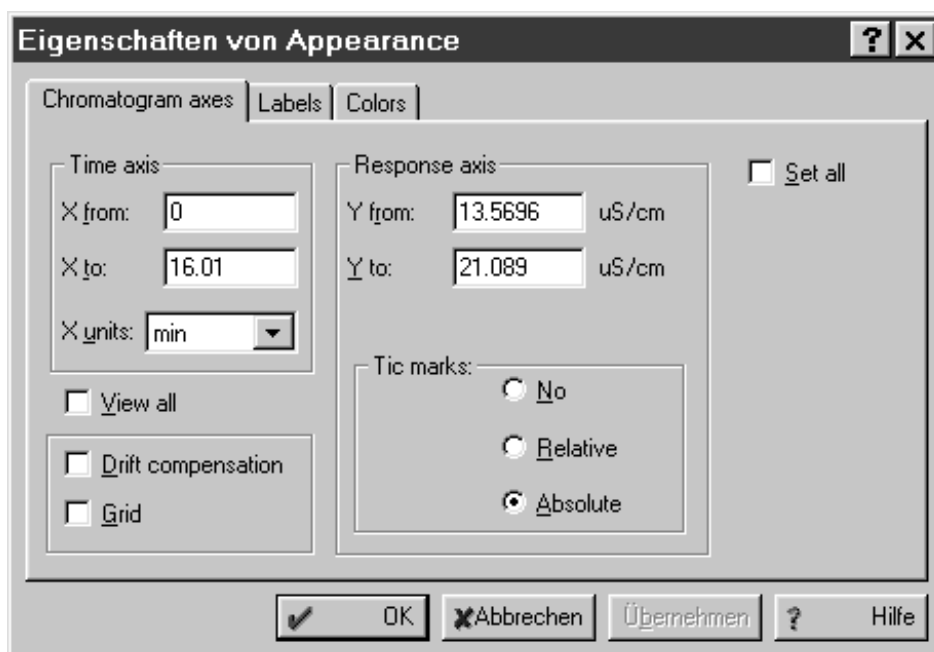 Eigenschaften von Appearance
Chromatogram axes Labels Colors
Time axis
X from: 0
X to: 16.01
X units: min
View all
Drift compensation
Grid
Response axis
Y from: 13.5696 uS/cm
Y to: 21.089 uS/cm
Tic marks:
No
Relative
Absolute
Set all
OK Abbrechen Übernehmen ? Hilfe